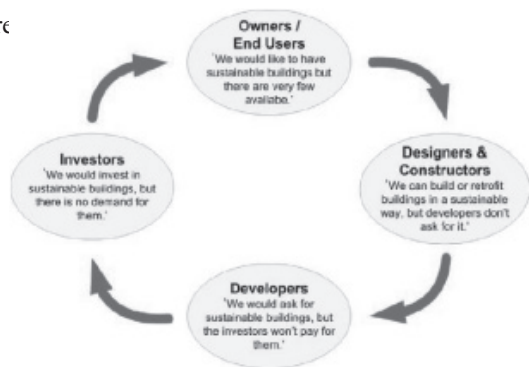 re
Owners /
End Users
'We would like to have
sustainable buildings but
there are very few
availabe.'
Designers &
Constructors
'We can build or retrofit
buildings in a sustainable
way, but developers don't
ask for it.'
Developers
'We would ask for
sustainable buildings, but
the investors won't pay for
them.'
Investors
'We would invest in
sustainable buildings, but
there is no demand for
them.'